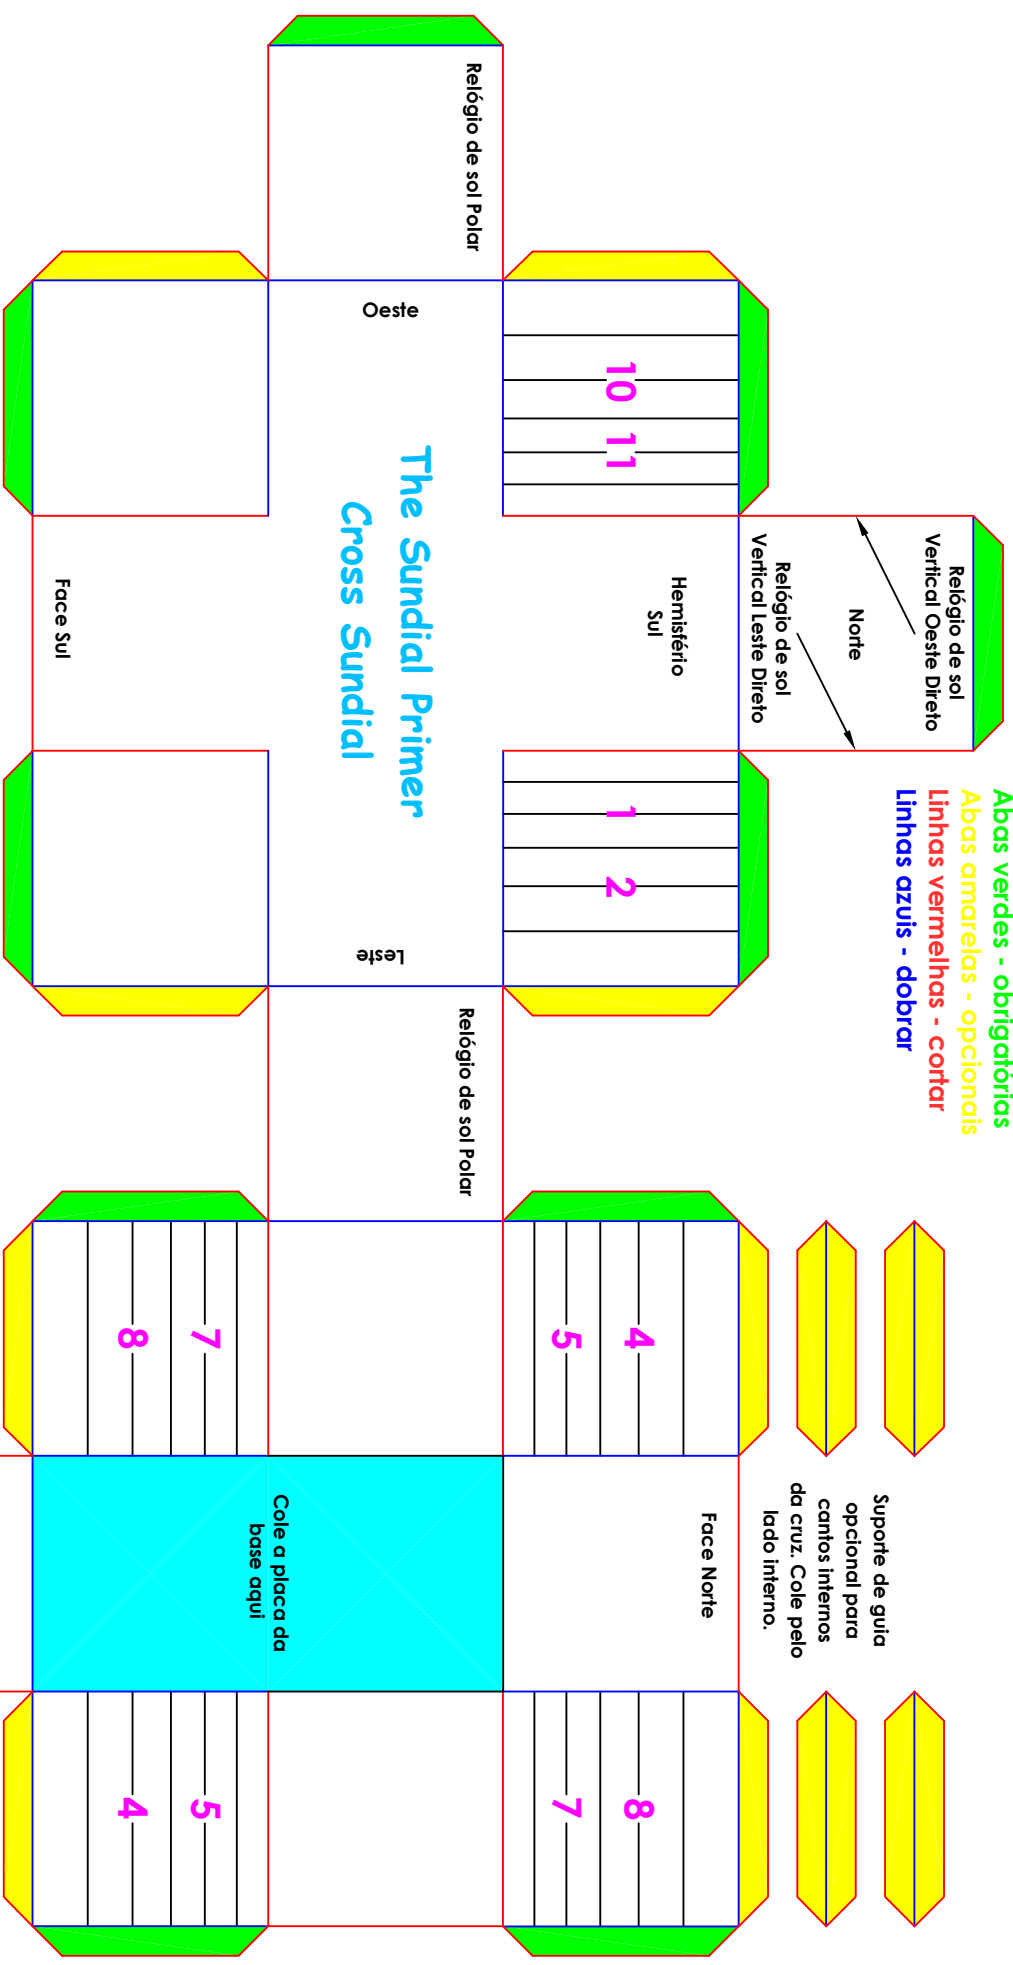 Abas verdes - obrigatórias
Abas amarelas - opcionais
Linhas vermelhas - cortar
Linhas azuis - dobrar
Relógio de sol
Vertical Oeste Direto
Norte
Relógio de sol
Vertical Leste Direto
Hemisfério
Sul
10
11
1
2
Relógio de sol Polar
Oeste
The Sundial Primer
Cross Sundial
Leste
Relógio de sol Polar
Face Sul
Suporte de guia
opcional para
cantos internos
da cruz. Cole pelo
lado interno.
Face Norte
4
5
8
7
Cole a placa da
base aqui
7
8
5
4